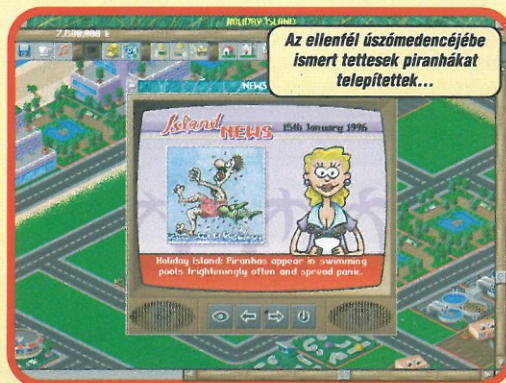 HOLIDAY ISLAND
Az ellenfél úszómedencéjébe
ismert tettesek piranhákat
telepítettek...
NEWS
Island NEWS 15th January 1996
Holiday Island: Piranhas appear in swimming
pools frighteningly often and spread panic.